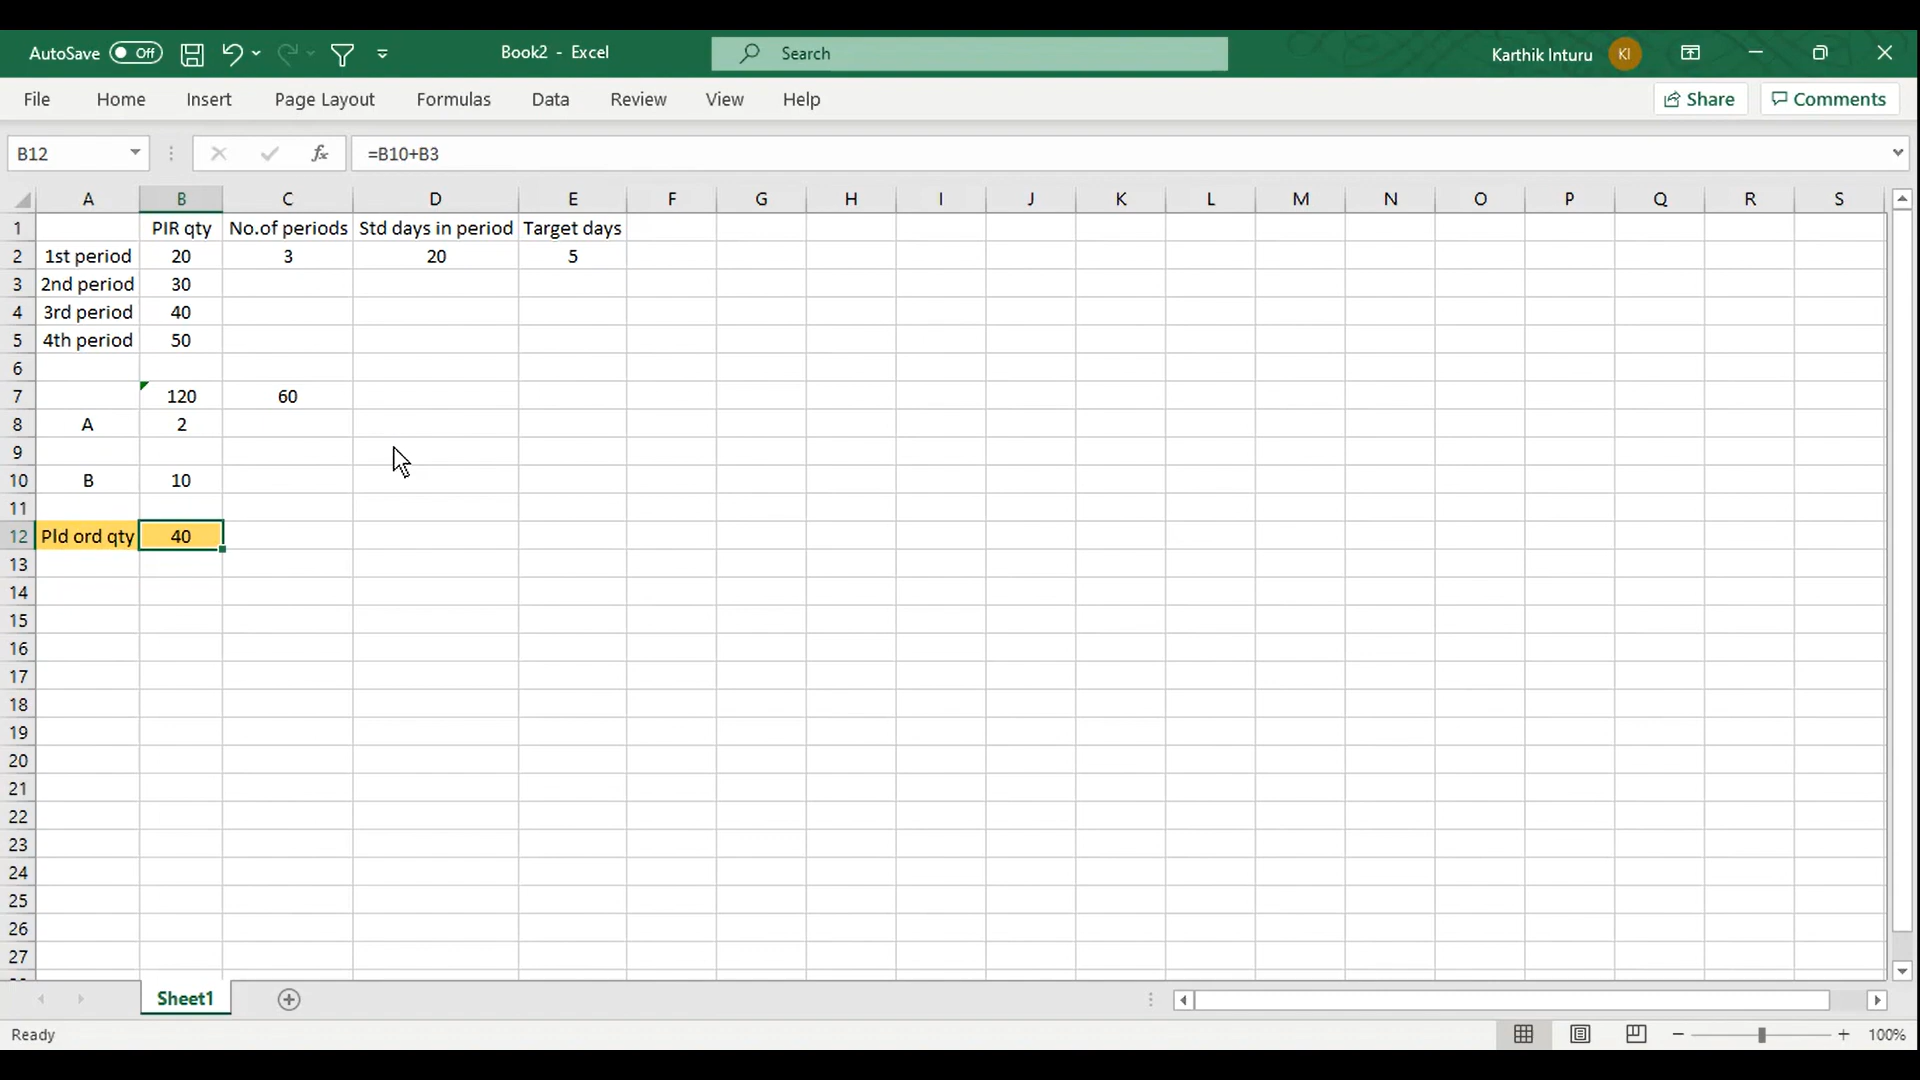 AutoSave Off Book2 - Excel Search Karthik Inturu KI
File Home Insert Page Layout Formulas Data Review View Help Share Comments
B12 fx =B10+B3
A B C D E F G H I J K L M N O P Q R S
1 PIR qty No.of periods Std days in period Target days
2 1st period 20 3 20 5
3 2nd period 30
4 3rd period 40
5 4th period 50
6
7 120 60
8 A 2
9
10 B 10
11
12 Pld ord qty 40
13
14
15
16
17
18
19
20
21
22
23
24
25
26
27
Sheet1
Ready 100%